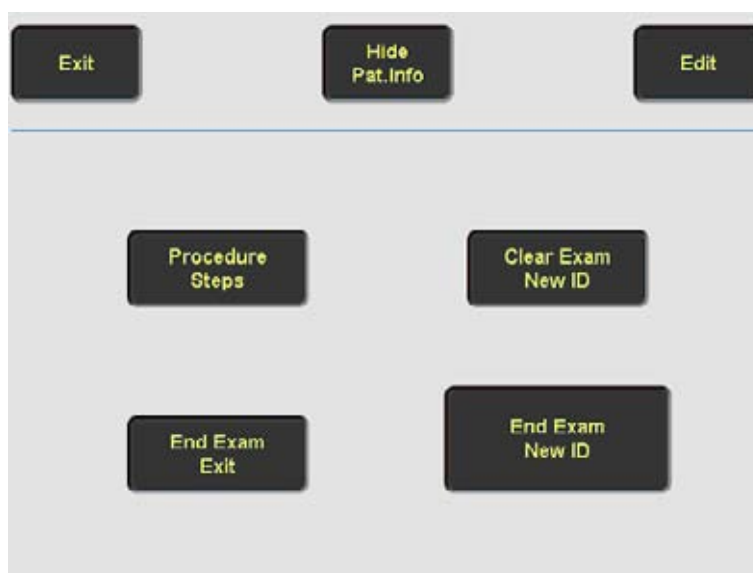 Exit
Hide
Pat.Info
Edit
Procedure
Steps
Clear Exam
New ID
End Exam
Exit
End Exam
New ID